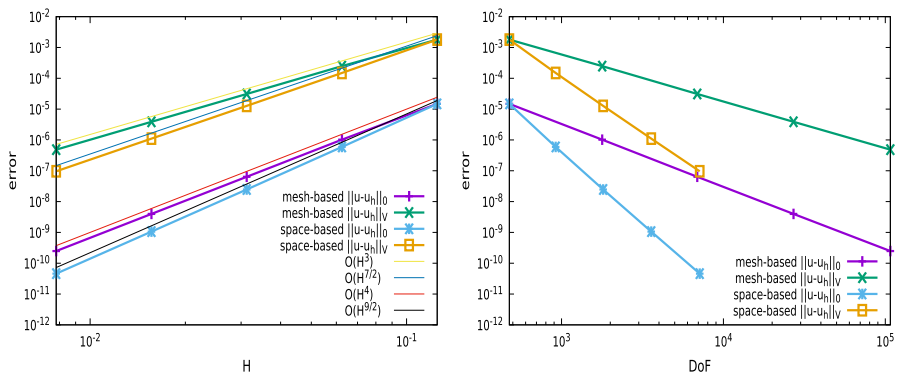 10^-2
10^-3
10^-4
10^-5
10^-6
10^-7
10^-8
10^-9
10^-10
10^-11
10^-12
error
10^-2
10^-1
H
mesh-based ||u-u_h||_0
mesh-based ||u-u_h||_V
space-based ||u-u_h||_0
space-based ||u-u_h||_V
O(H^3)
O(H^7/2)
O(H^4)
O(H^9/2)
10^-2
10^-3
10^-4
10^-5
10^-6
10^-7
10^-8
10^-9
10^-10
10^-11
10^-12
error
10^3
10^4
10^5
DoF
mesh-based ||u-u_h||_0
mesh-based ||u-u_h||_V
space-based ||u-u_h||_0
space-based ||u-u_h||_V